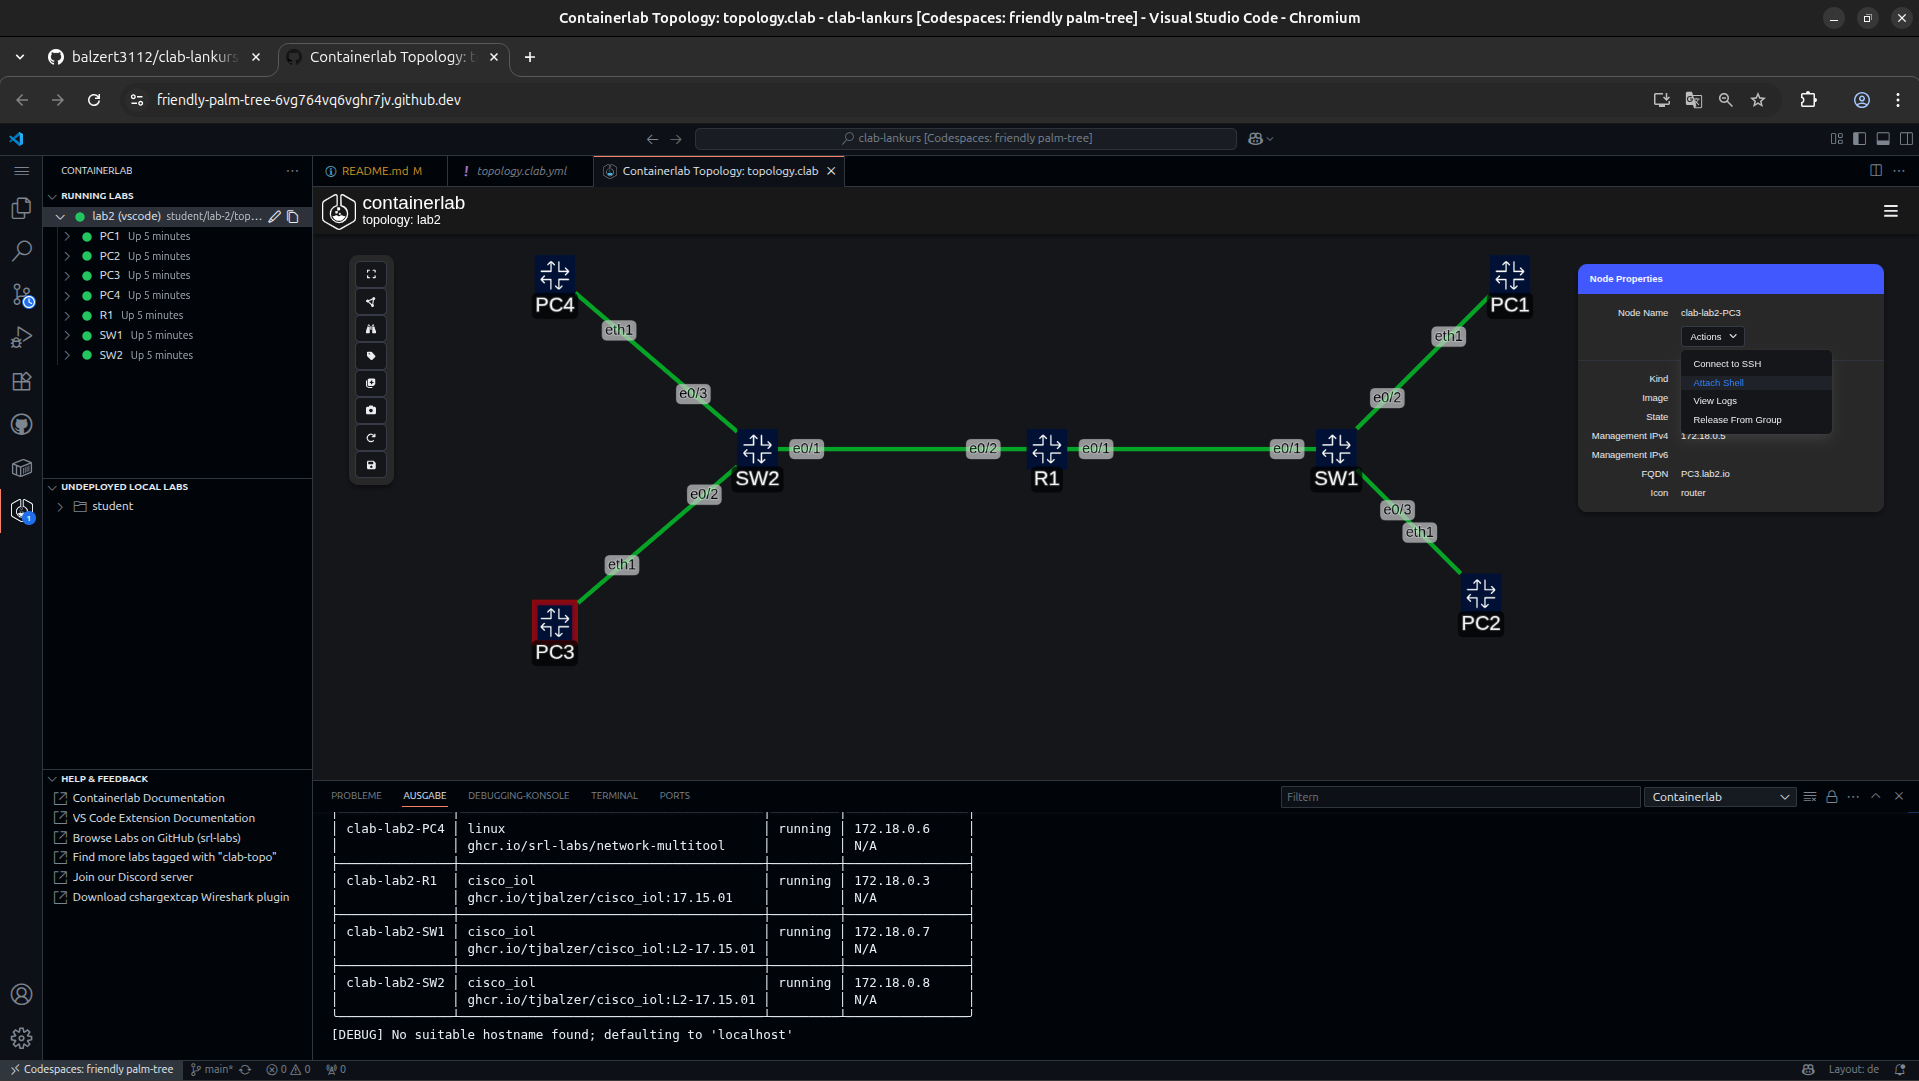 Containerlab Topology: topology.clab - clab-lankurs [Codespaces: friendly palm-tree] - Visual Studio Code - Chromium
balzert3112/clab-lankurs
Containerlab Topology: t
friendly-palm-tree-6vg764vq6vghr7jv.github.dev
clab-lankurs [Codespaces: friendly palm-tree]
CONTAINERLAB
README.md M
topology.clab.yml
Containerlab Topology: topology.clab
RUNNING LABS
lab2 (vscode) student/lab-2/top...
PC1 Up 5 minutes
PC2 Up 5 minutes
PC3 Up 5 minutes
PC4 Up 5 minutes
R1 Up 5 minutes
SW1 Up 5 minutes
SW2 Up 5 minutes
UNDEPLOYED LOCAL LABS
student
HELP & FEEDBACK
Containerlab Documentation
VS Code Extension Documentation
Browse Labs on GitHub (srl-labs)
Find more labs tagged with "clab-topo"
Join our Discord server
Download cshargextcap Wireshark plugin
containerlab
topology: lab2
PC4
eth1
e0/3
SW2
e0/1
e0/2
eth1
PC3
e0/2
R1
e0/1
e0/1
SW1
e0/2
eth1
PC1
e0/3
eth1
PC2
Node Properties
Node Name clab-lab2-PC3
Actions
Connect to SSH
Attach Shell
View Logs
Release From Group
Kind
Image
State
Management IPv4 172.18.0.5
Management IPv6
FQDN PC3.lab2.io
Icon router
PROBLEME AUSGABE DEBUGGING-KONSOLE TERMINAL PORTS
Filtern
Containerlab
clab-lab2-PC4 linux running 172.18.0.6
ghcr.io/srl-labs/network-multitool N/A
clab-lab2-R1 cisco_iol running 172.18.0.3
ghcr.io/tjbalzer/cisco_iol:17.15.01 N/A
clab-lab2-SW1 cisco_iol running 172.18.0.7
ghcr.io/tjbalzer/cisco_iol:L2-17.15.01 N/A
clab-lab2-SW2 cisco_iol running 172.18.0.8
ghcr.io/tjbalzer/cisco_iol:L2-17.15.01 N/A
[DEBUG] No suitable hostname found; defaulting to 'localhost'
Codespaces: friendly palm-tree main* 0 0 0
Layout: de